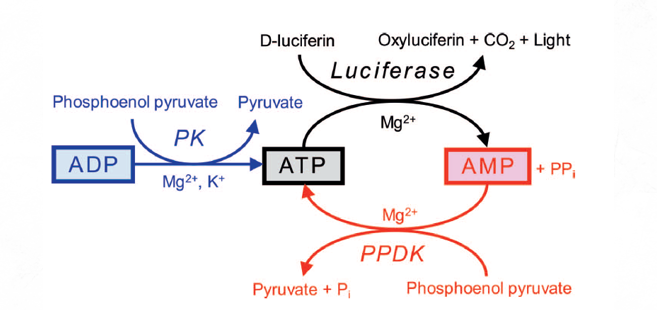 D-luciferin
Oxyluciferin + CO₂ + Light
Luciferase
Phosphoenol pyruvate
Pyruvate
PK
Mg²⁺
ADP
ATP
AMP
+ PPᵢ
Mg²⁺, K⁺
Mg²⁺
PPDK
Pyruvate + Pᵢ
Phosphoenol pyruvate